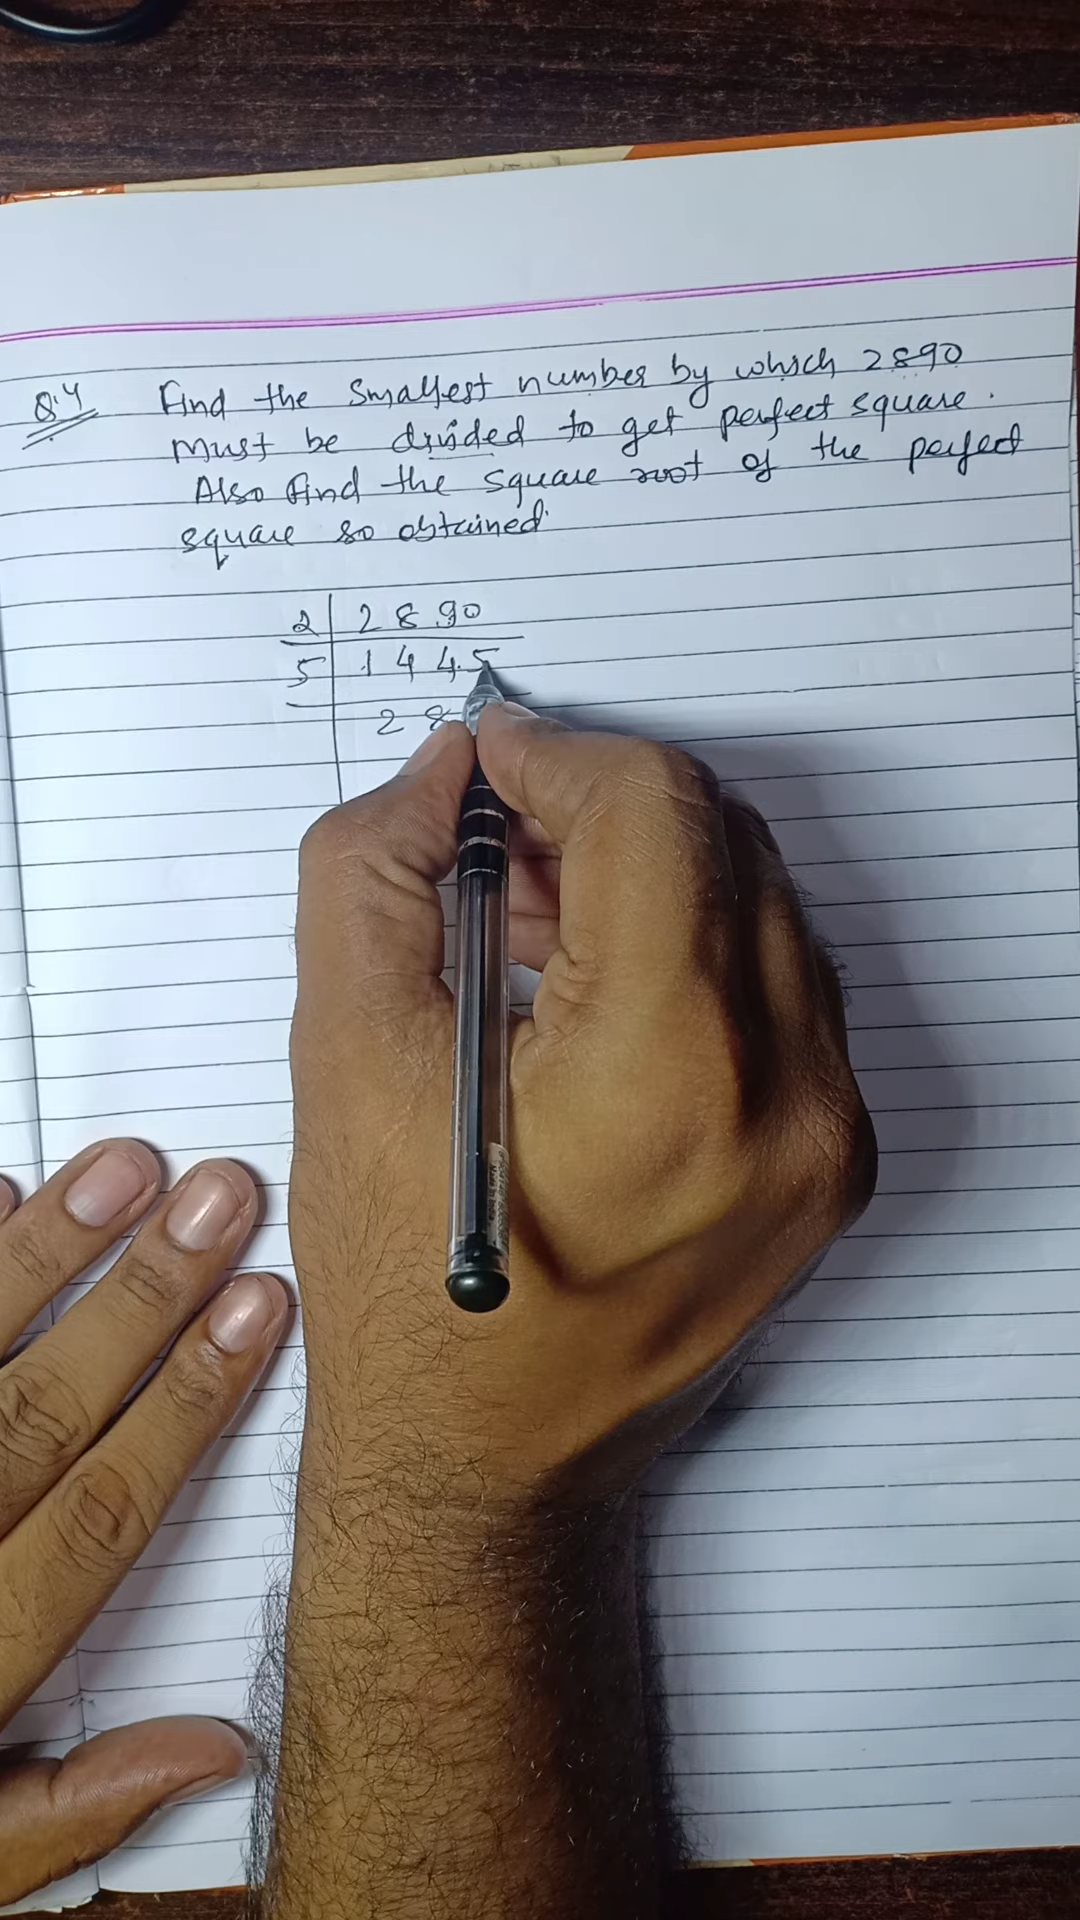 Q.4 Find the Smallest number by which 2890
Must be divided to get perfect square.
Also find the square root of the perfect
square so obtained.
2 2890
5 1445
28